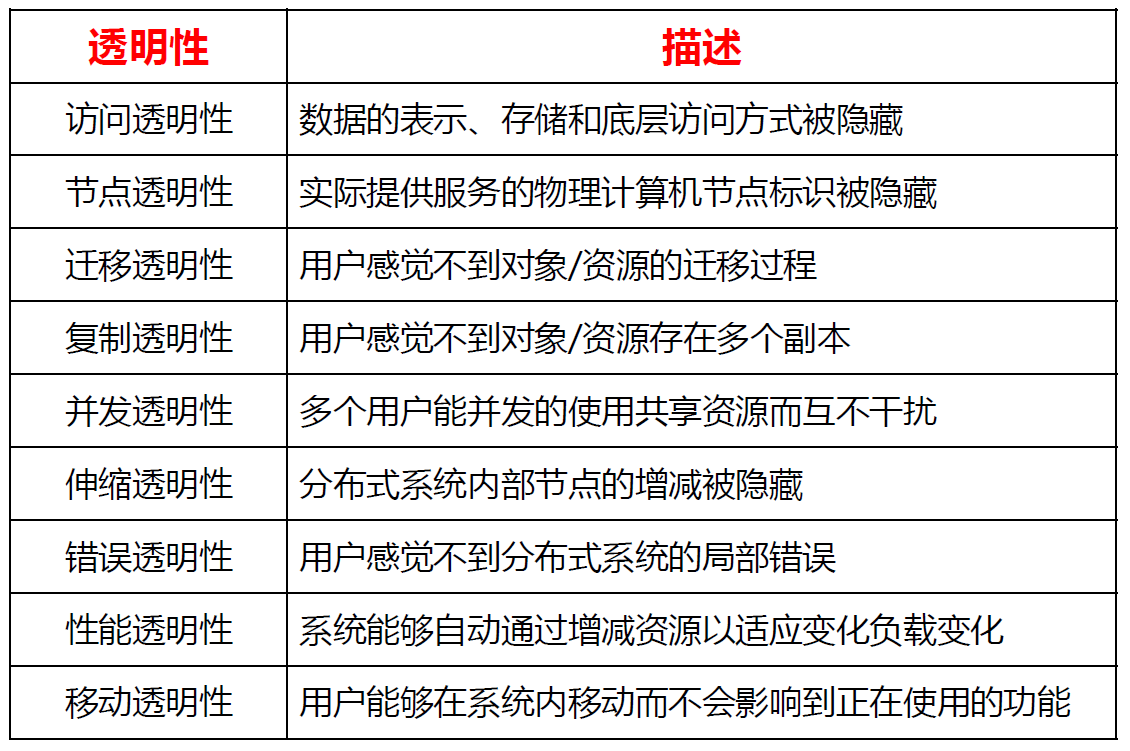 透明性 描述
访问透明性 数据的表示、存储和底层访问方式被隐藏
节点透明性 实际提供服务的物理计算机节点标识被隐藏
迁移透明性 用户感觉不到对象/资源的迁移过程
复制透明性 用户感觉不到对象/资源存在多个副本
并发透明性 多个用户能并发的使用共享资源而互不干扰
伸缩透明性 分布式系统内部节点的增减被隐藏
错误透明性 用户感觉不到分布式系统的局部错误
性能透明性 系统能够自动通过增减资源以适应变化负载变化
移动透明性 用户能够在系统内移动而不会影响到正在使用的功能